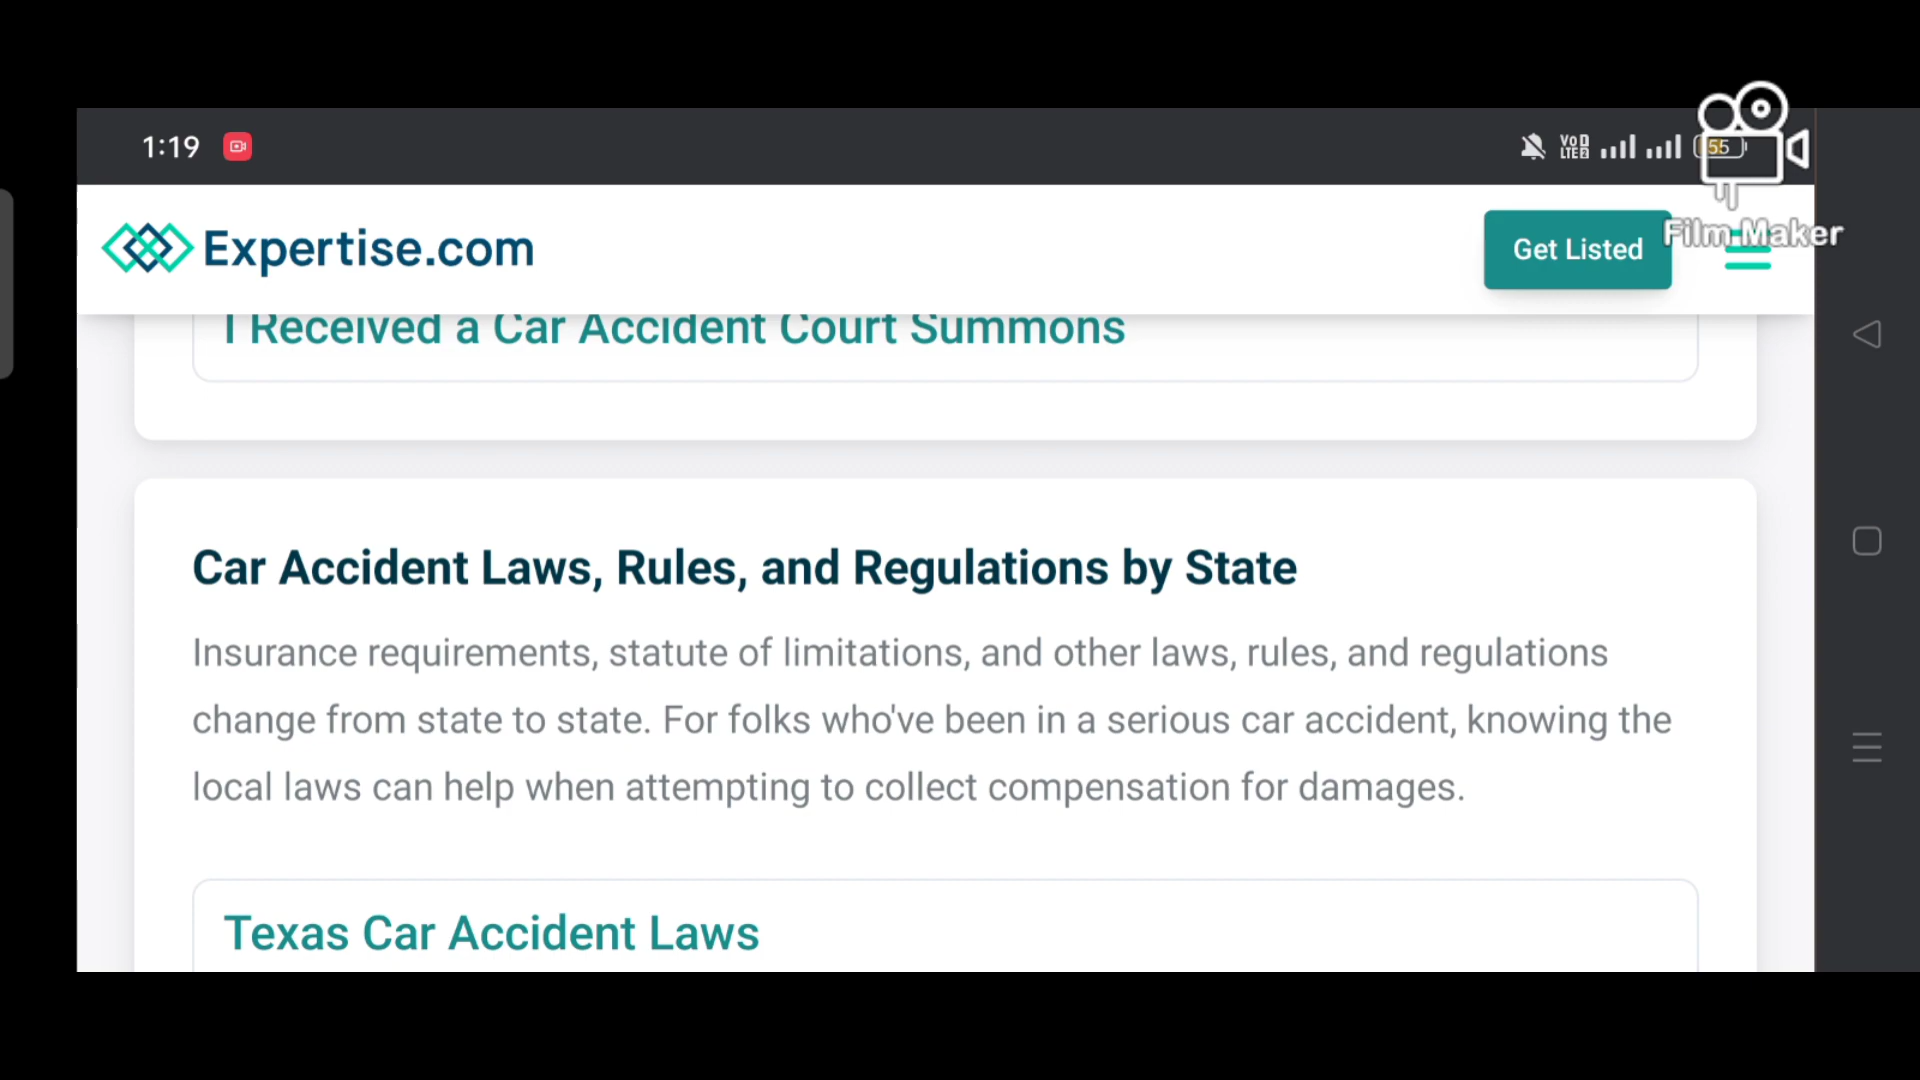 1:19
VoD
LTE2
55
Film Maker
Expertise.com
Get Listed
I Received a Car Accident Court Summons
Car Accident Laws, Rules, and Regulations by State
Insurance requirements, statute of limitations, and other laws, rules, and regulations
change from state to state. For folks who've been in a serious car accident, knowing the
local laws can help when attempting to collect compensation for damages.
Texas Car Accident Laws